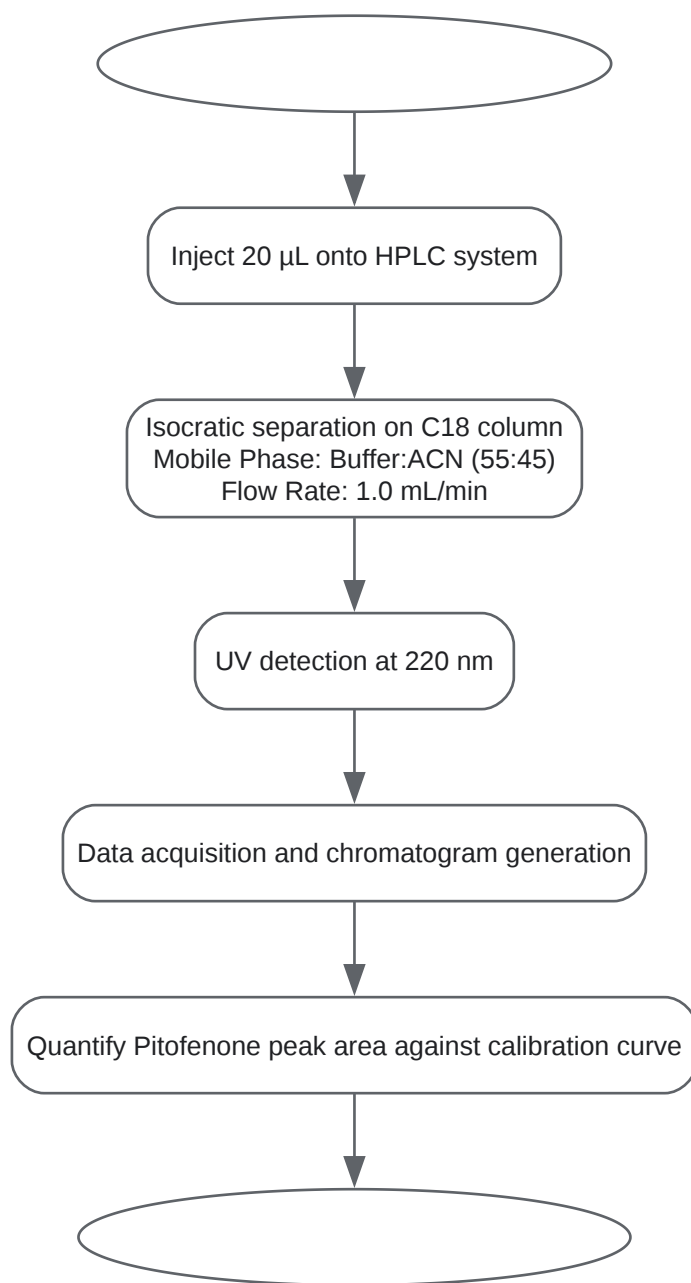 Inject 20 µL onto HPLC system
Isocratic separation on C18 column
Mobile Phase: Buffer:ACN (55:45)
Flow Rate: 1.0 mL/min
UV detection at 220 nm
Data acquisition and chromatogram generation
Quantify Pitofenone peak area against calibration curve